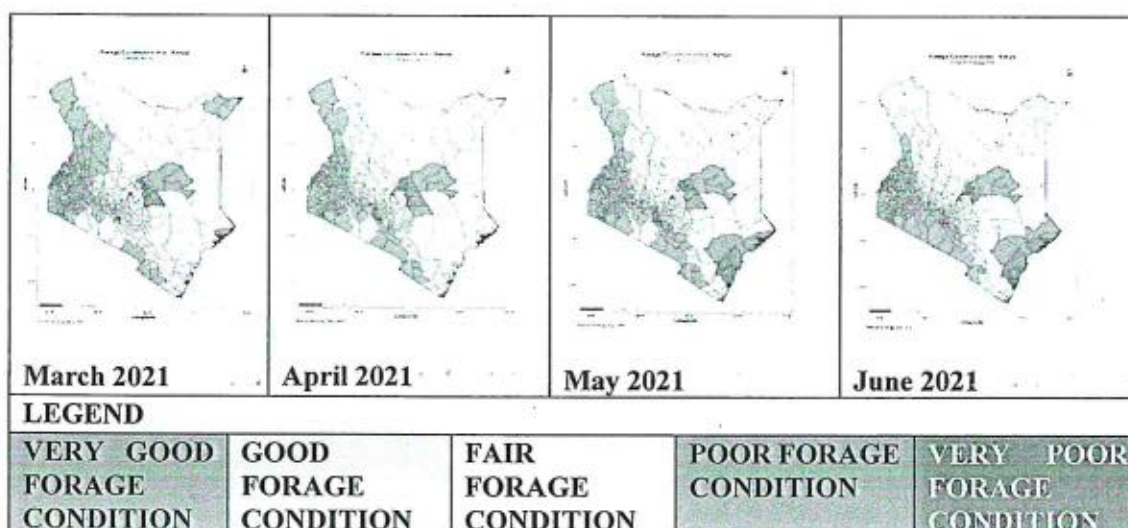 March 2021
April 2021
May 2021
June 2021
LEGEND
VERY GOOD
FORAGE
CONDITION
GOOD
FORAGE
CONDITION
FAIR
FORAGE
CONDITION
POOR FORAGE
CONDITION
VERY POOR
FORAGE
CONDITION